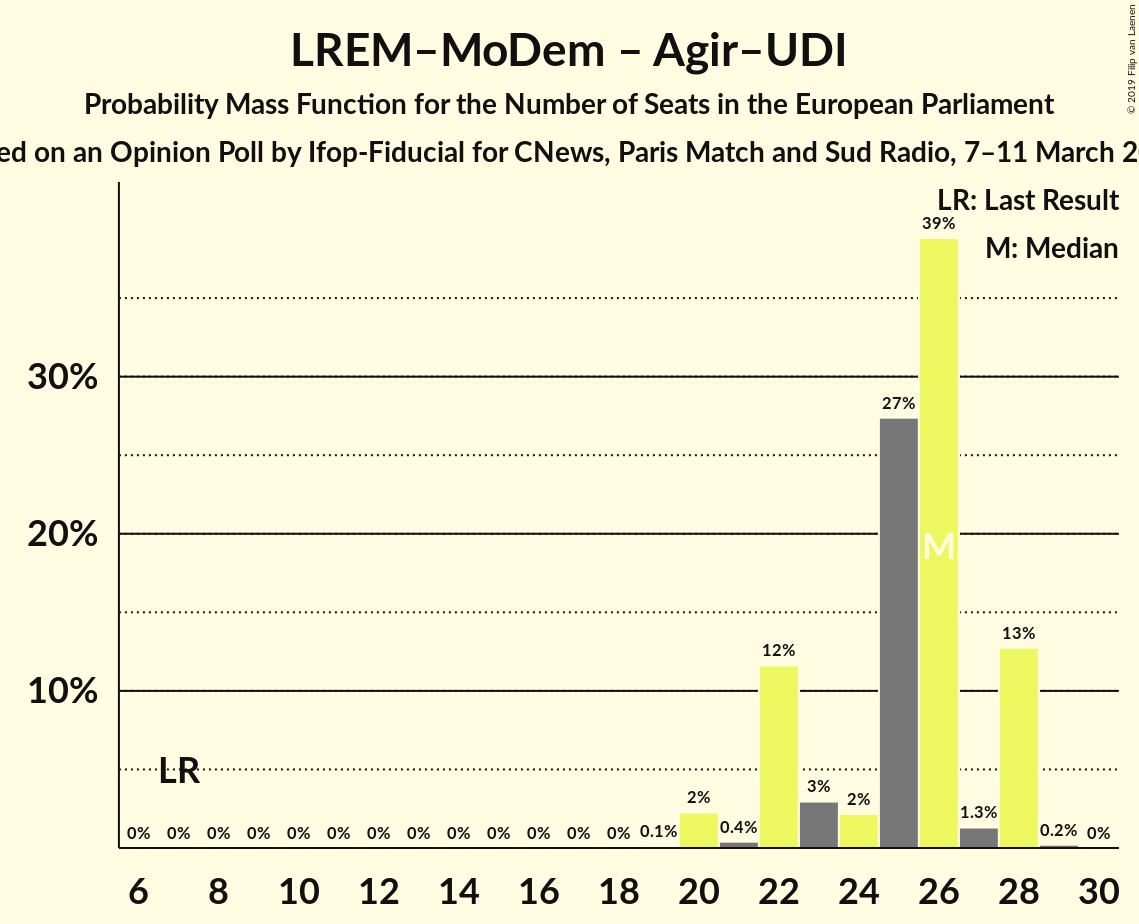 LREM–MoDem – Agir–UDI
Probability Mass Function for the Number of Seats in the European Parliament
ed on an Opinion Poll by Ifop-Fiducial for CNews, Paris Match and Sud Radio, 7–11 March 2
© 2019 Filip van Laenen
LR: Last Result
M: Median
39%
30%
27%
20%
M
13%
12%
10%
LR
3%
2%
2%
1.3%
0% 0% 0% 0% 0% 0% 0% 0% 0% 0% 0% 0% 0% 0.1% 0.4% 0.2% 0%
6 8 10 12 14 16 18 20 22 24 26 28 30